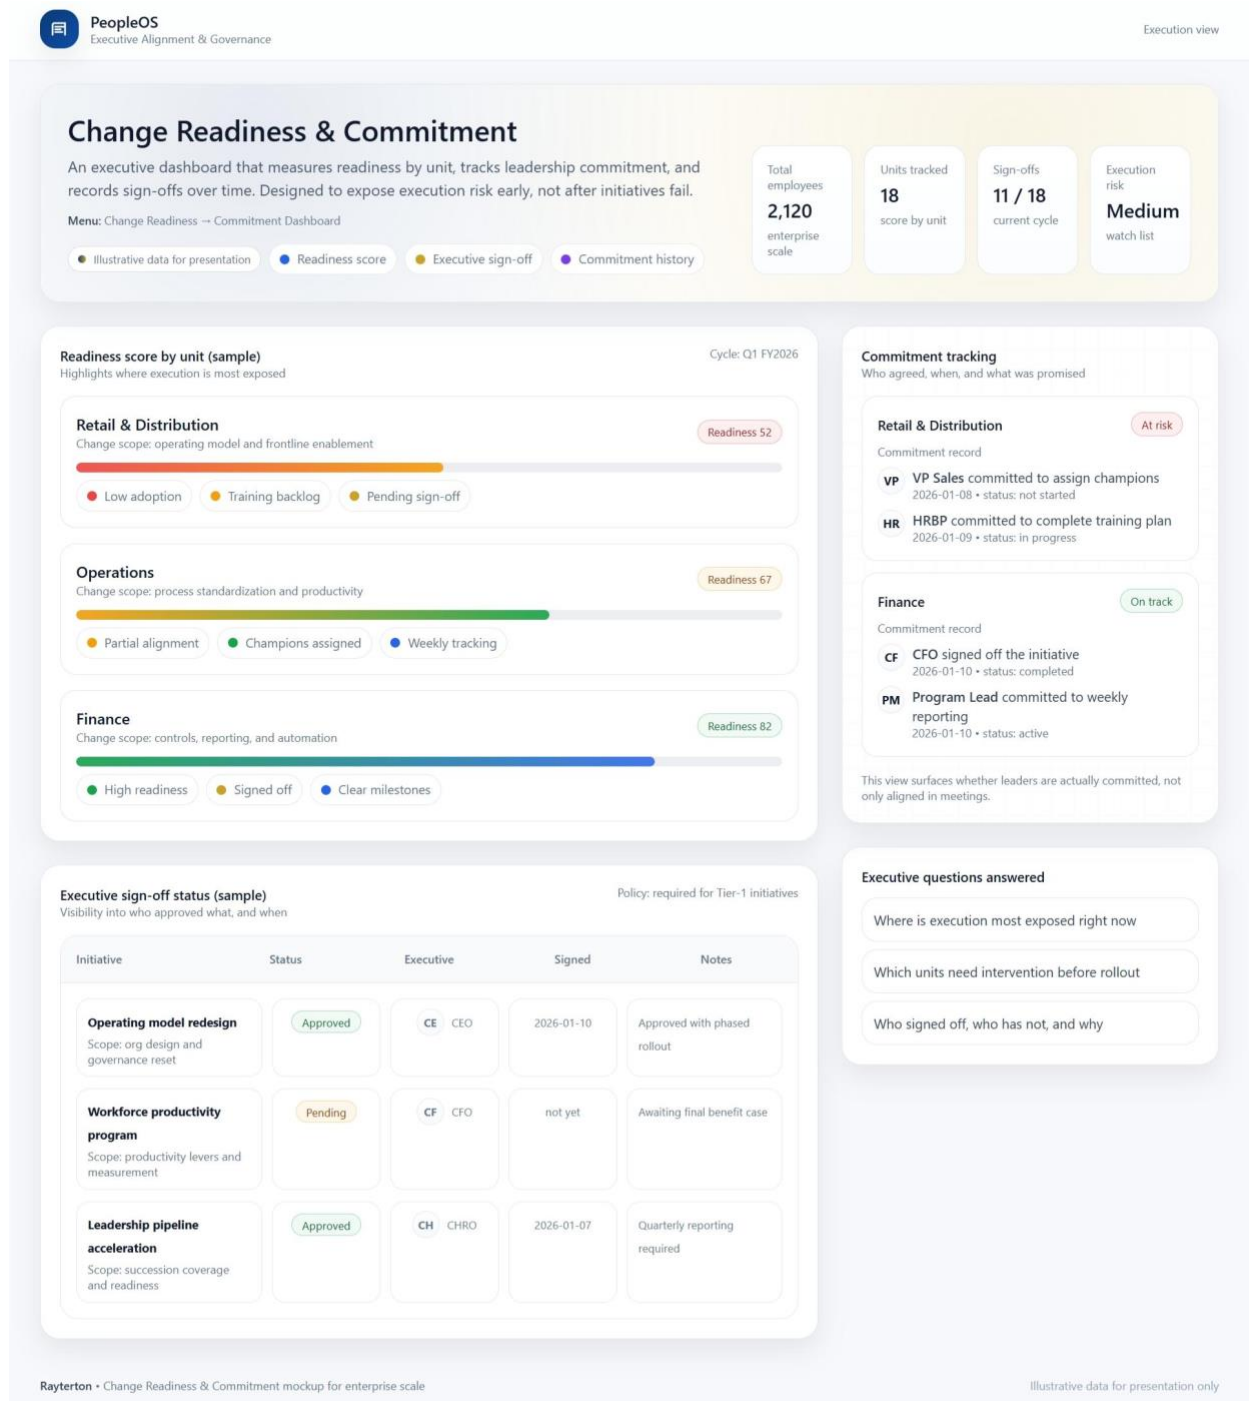 PeopleOS
Executive Alignment & Governance
Execution view
Change Readiness & Commitment
An executive dashboard that measures readiness by unit, tracks leadership commitment, and
records sign-offs over time. Designed to expose execution risk early, not after initiatives fail.
Menu: Change Readiness → Commitment Dashboard
Illustrative data for presentation
Readiness score
Executive sign-off
Commitment history
Total
employees
2,120
enterprise
scale
Units tracked
18
score by unit
Sign-offs
11 / 18
current cycle
Execution
risk
Medium
watch list
Readiness score by unit (sample)
Highlights where execution is most exposed
Cycle: Q1 FY2026
Retail & Distribution
Change scope: operating model and frontline enablement
Readiness 52
Low adoption
Training backlog
Pending sign-off
Operations
Change scope: process standardization and productivity
Readiness 67
Partial alignment
Champions assigned
Weekly tracking
Finance
Change scope: controls, reporting, and automation
Readiness 82
High readiness
Signed off
Clear milestones
Commitment tracking
Who agreed, when, and what was promised
Retail & Distribution
At risk
Commitment record
VP
VP Sales committed to assign champions
2026-01-08 • status: not started
HR
HRBP committed to complete training plan
2026-01-09 • status: in progress
Finance
On track
Commitment record
CF
CFO signed off the initiative
2026-01-10 • status: completed
PM
Program Lead committed to weekly
reporting
2026-01-10 • status: active
This view surfaces whether leaders are actually committed, not
only aligned in meetings.
Executive sign-off status (sample)
Visibility into who approved what, and when
Policy: required for Tier-1 initiatives
Initiative
Status
Executive
Signed
Notes
Operating model redesign
Scope: org design and
governance reset
Approved
CE CEO
2026-01-10
Approved with phased
rollout
Workforce productivity
program
Scope: productivity levers and
measurement
Pending
CF CFO
not yet
Awaiting final benefit case
Leadership pipeline
acceleration
Scope: succession coverage
and readiness
Approved
CH CHRO
2026-01-07
Quarterly reporting
required
Executive questions answered
Where is execution most exposed right now
Which units need intervention before rollout
Who signed off, who has not, and why
Rayterton • Change Readiness & Commitment mockup for enterprise scale
Illustrative data for presentation only